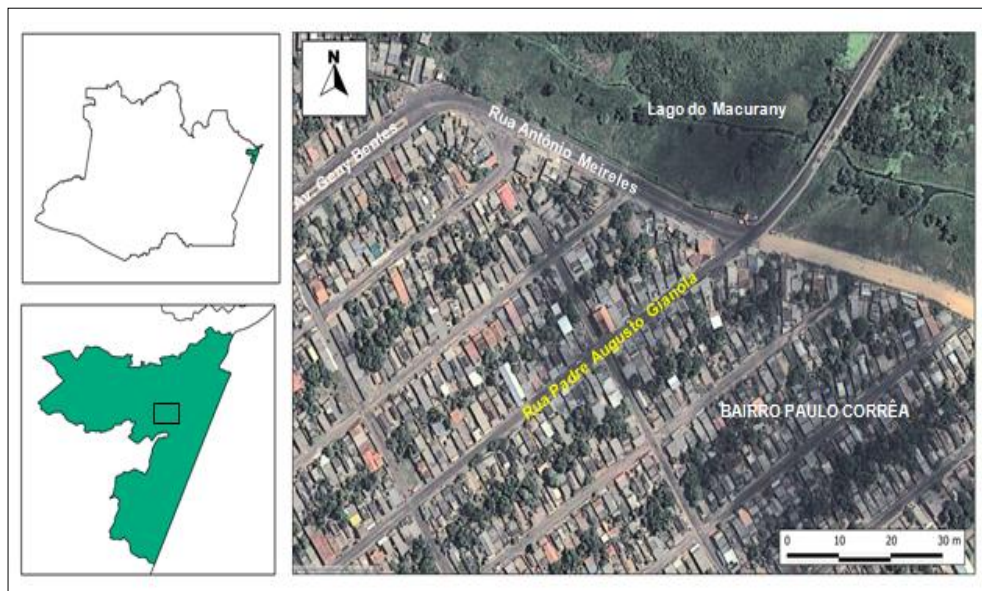 N
Lago do Macurany
Rua Antônio Meireles
Av. Geny Bentes
Rua Padre Augusto Gianola
BAIRRO PAULO CORRÊA
0 10 20 30 m